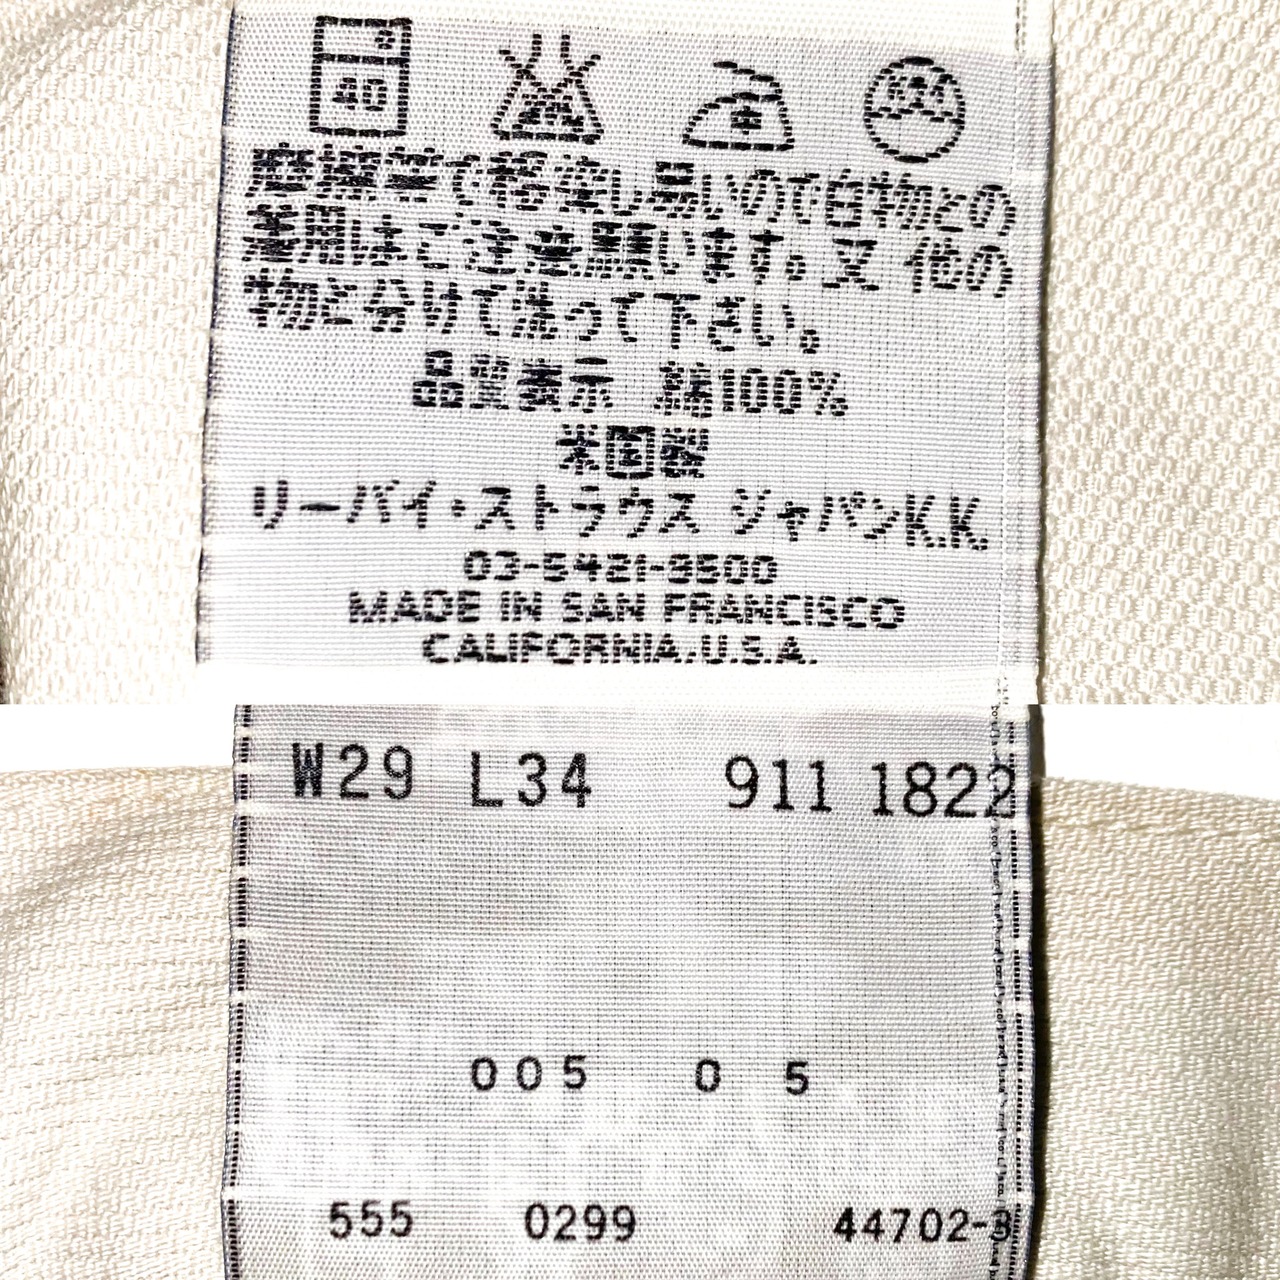 40
中
摩擦等で移染し易いので白物との
着用はご注意願います。又 他の
物と分けて洗って下さい。
品質表示 綿100%
米国製
リーバイ・ストラウス ジャパンK.K.
03-5421-9500
MADE IN SAN FRANCISCO
CALIFORNIA.U.S.A.
W29 L34 911 1822
005 0 5
555 0299 44702-3